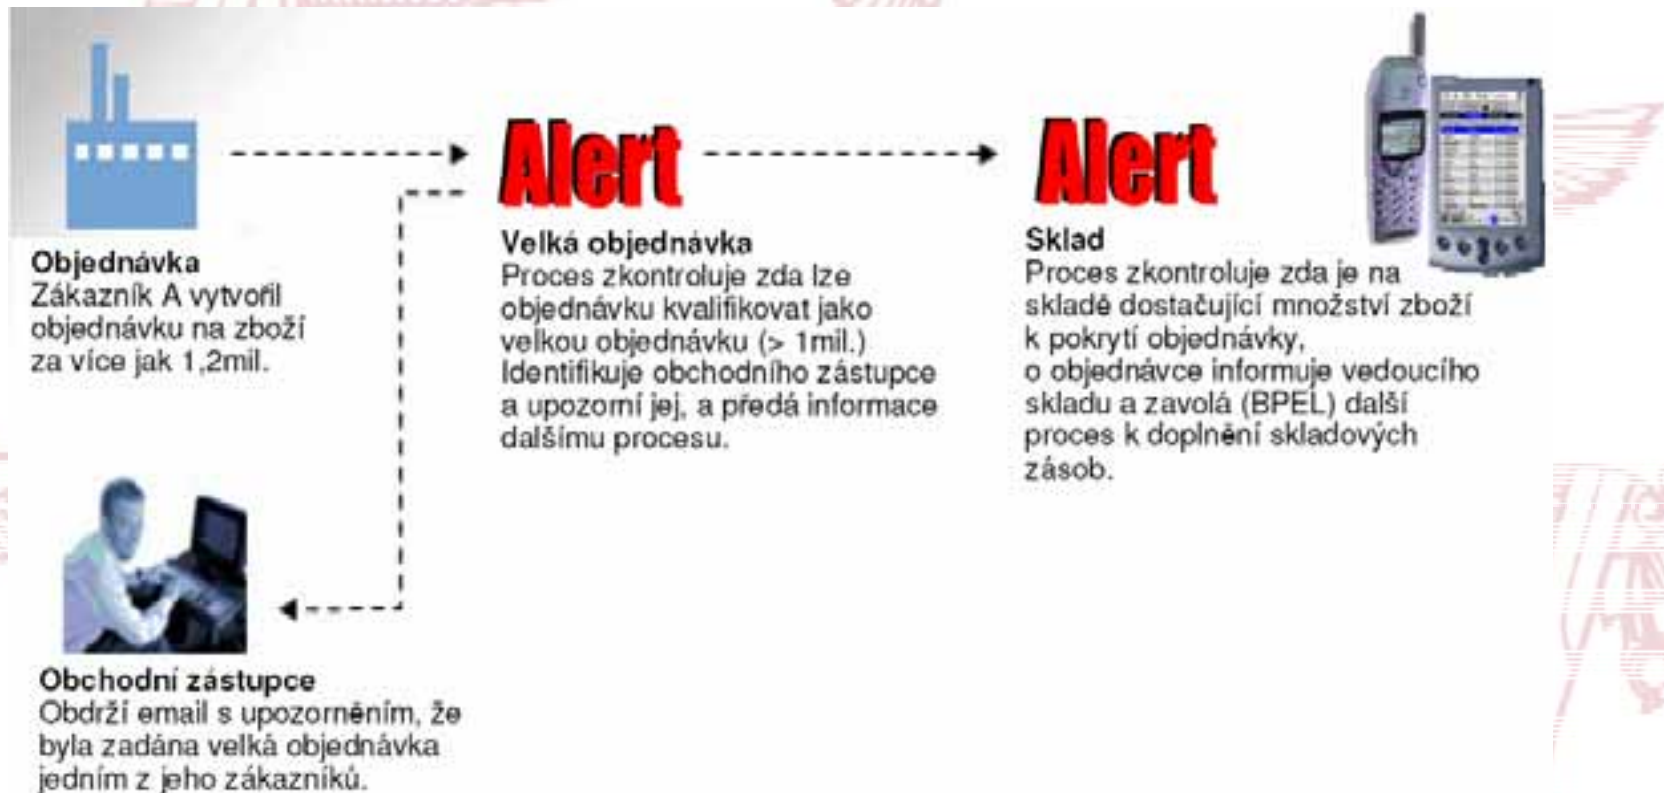 Alert
Alert
Objednávka
Zákazník A vytvořil
objednávku na zboží
za více jak 1,2mil.
Velká objednávka
Proces zkontroluje zda lze
objednávku kvalifikovat jako
velkou objednávku (> 1mil.)
Identifikuje obchodního zástupce
a upozorní jej, a předá informace
dalšímu procesu.
Sklad
Proces zkontroluje zda je na
skladě dostačující množství zboží
k pokrytí objednávky,
o objednávce informuje vedoucího
skladu a zavolá (BPEL) další
proces k doplnění skladových
zásob.
Obchodní zástupce
Obdrží email s upozorněním, že
byla zadána velká objednávka
jedním z jeho zákazníků.